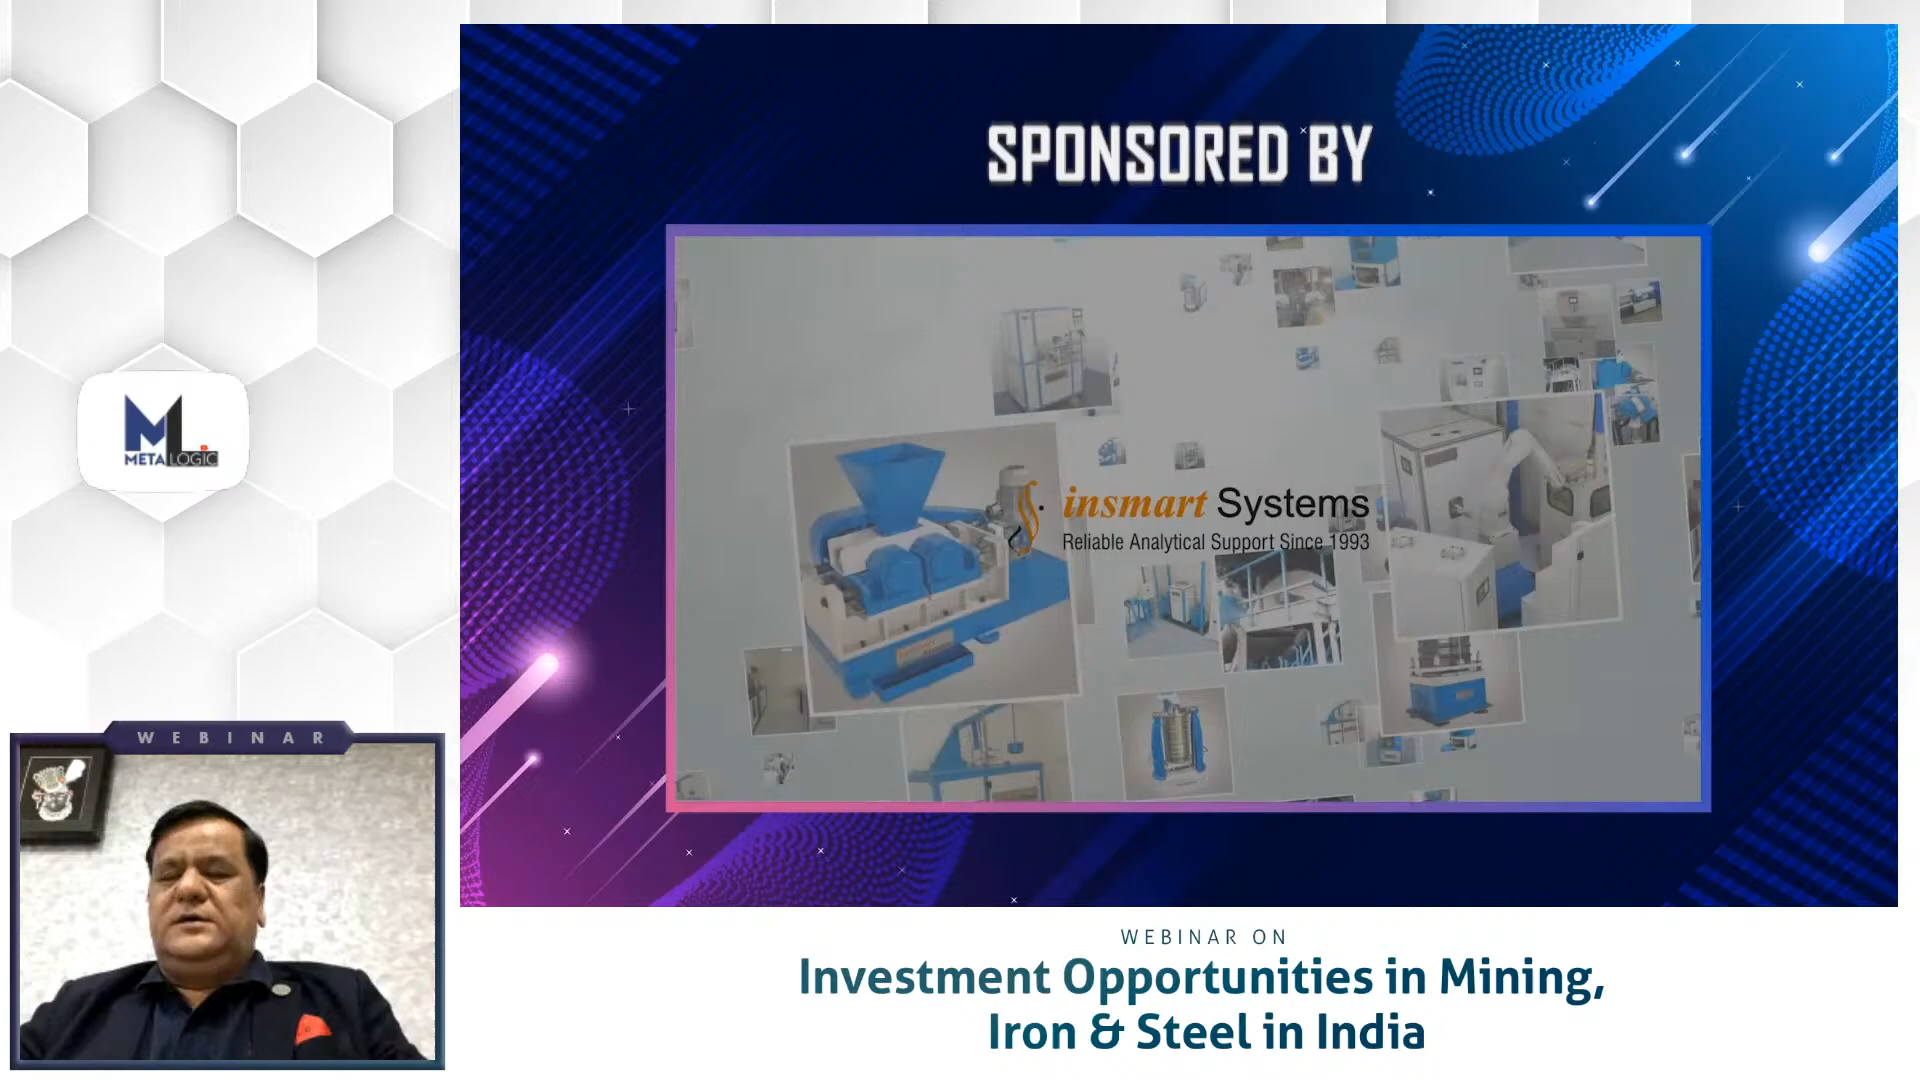 SPONSORED BY
insmart Systems
Reliable Analytical Support Since 1993
ML
METALOGIC
WEBINAR
WEBINAR ON
Investment Opportunities in Mining,
Iron & Steel in India